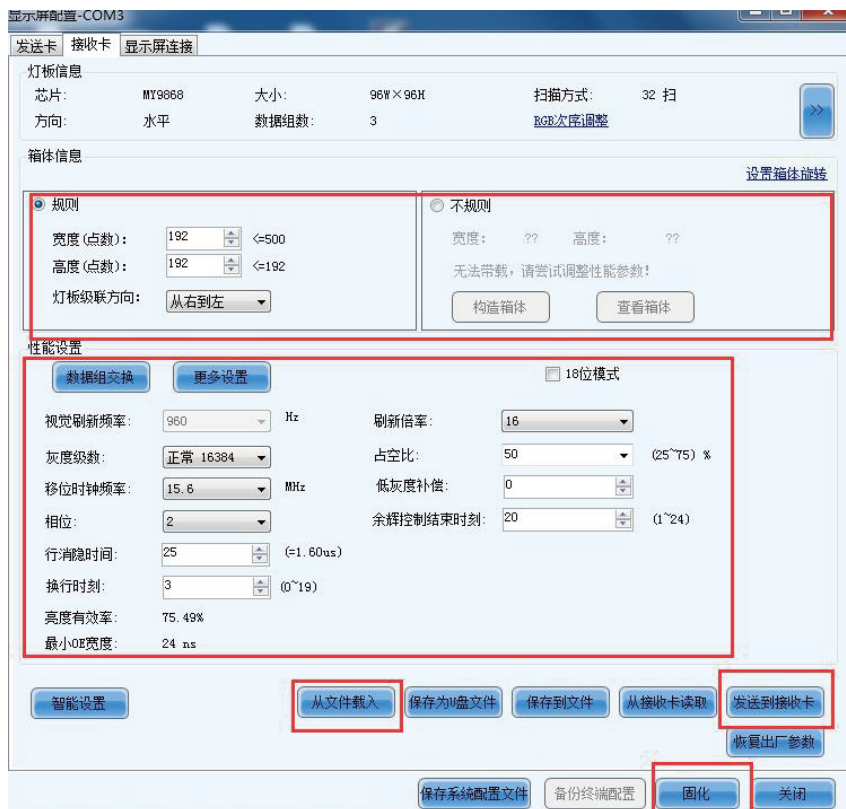 显示屏配置-COM3
发送卡 接收卡 显示屏连接
灯板信息
芯片: MY9868 大小: 96W×96H 扫描方式: 32 扫
方向: 水平 数据组数: 3 RGB次序调整
>>
箱体信息
设置箱体旋转
规则 不规则
宽度(点数): 192 <=500 宽度: ?? 高度: ??
高度(点数): 192 <=192 无法带载，请尝试调整性能参数!
灯板级联方向: 从右到左 构造箱体 查看箱体
性能设置
数据组交换 更多设置 18位模式
视觉刷新频率: 960 Hz 刷新倍率: 16
灰度级数: 正常 16384 占空比: 50 (25~75) %
移位时钟频率: 15.6 MHz 低灰度补偿: 0
相位: 2 余辉控制结束时刻: 20 (1~24)
行消隐时间: 25 (=1.60us)
换行时刻: 3 (0~19)
亮度有效率: 75.49%
最小OE宽度: 24 ns
智能设置 从文件载入 保存为U盘文件 保存到文件 从接收卡读取 发送到接收卡
恢复出厂参数
保存系统配置文件 备份终端配置 固化 关闭